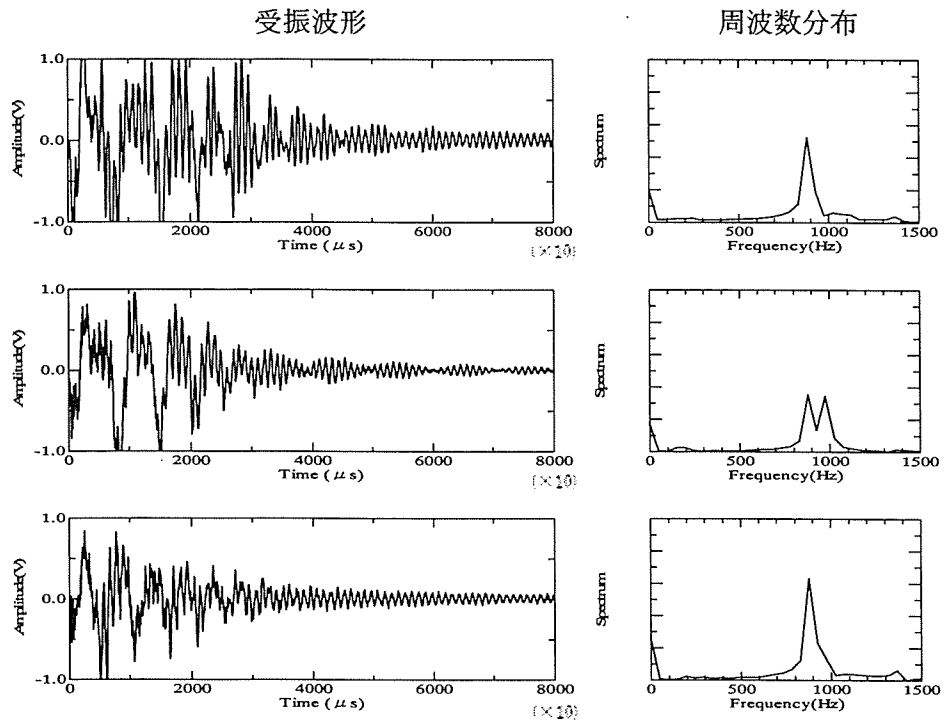 受振波形
周波数分布
1.0
0.0
-1.0
Amplitude(V)
0 2000 4000 6000 8000
Time (μs)
(×10)
Spectrum
0 500 1000 1500
Frequency(Hz)
1.0
0.0
-1.0
Amplitude(V)
0 2000 4000 6000 8000
Time (μs)
(×10)
Spectrum
0 500 1000 1500
Frequency(Hz)
1.0
0.0
-1.0
Amplitude(V)
0 2000 4000 6000 8000
Time (μs)
(×10)
Spectrum
0 500 1000 1500
Frequency(Hz)